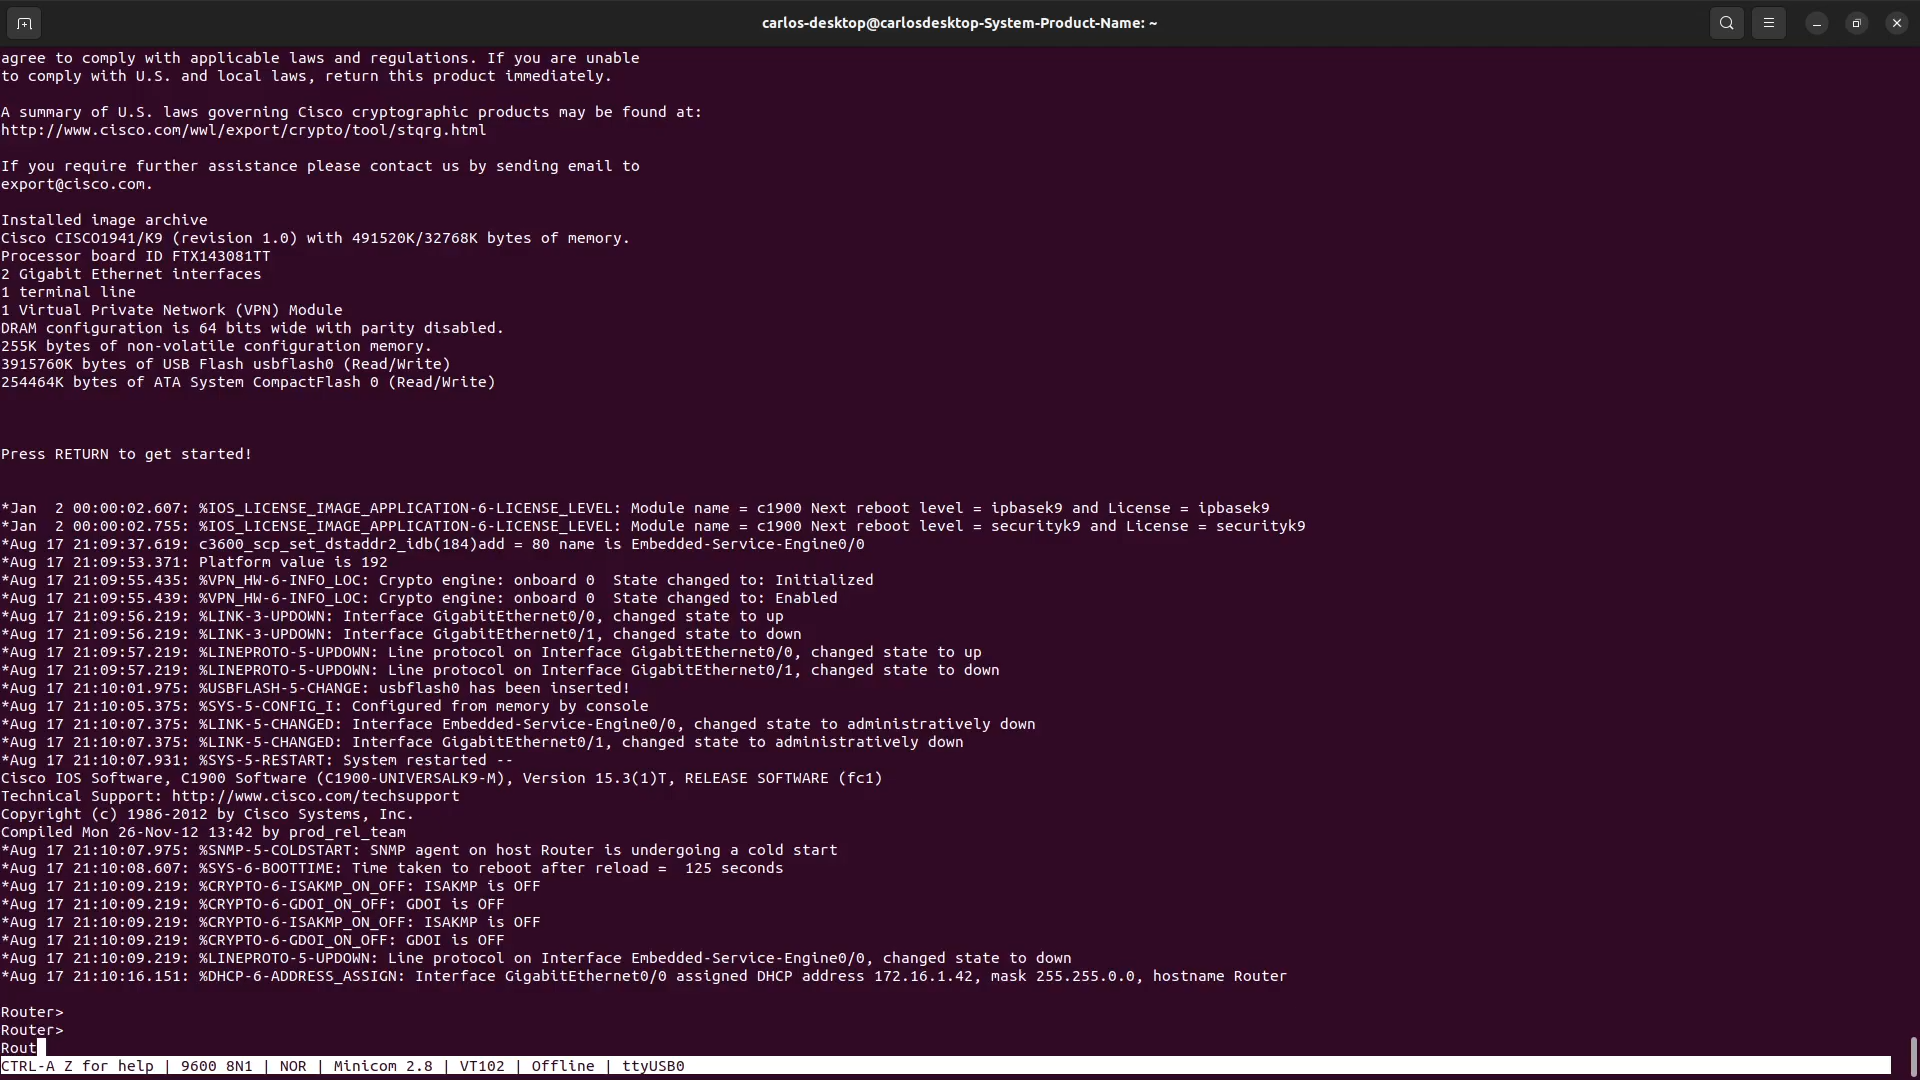 carlos-desktop@carlosdesktop-System-Product-Name: ~
agree to comply with applicable laws and regulations. If you are unable
to comply with U.S. and local laws, return this product immediately.
A summary of U.S. laws governing Cisco cryptographic products may be found at:
http://www.cisco.com/wwl/export/crypto/tool/stqrg.html
If you require further assistance please contact us by sending email to
export@cisco.com.
Installed image archive
Cisco CISCO1941/K9 (revision 1.0) with 491520K/32768K bytes of memory.
Processor board ID FTX143081TT
2 Gigabit Ethernet interfaces
1 terminal line
1 Virtual Private Network (VPN) Module
DRAM configuration is 64 bits wide with parity disabled.
255K bytes of non-volatile configuration memory.
3915760K bytes of USB Flash usbflash0 (Read/Write)
254464K bytes of ATA System CompactFlash 0 (Read/Write)
Press RETURN to get started!
*Jan  2 00:00:02.607: %IOS_LICENSE_IMAGE_APPLICATION-6-LICENSE_LEVEL: Module name = c1900 Next reboot level = ipbasek9 and License = ipbasek9
*Jan  2 00:00:02.755: %IOS_LICENSE_IMAGE_APPLICATION-6-LICENSE_LEVEL: Module name = c1900 Next reboot level = securityk9 and License = securityk9
*Aug 17 21:09:37.619: c3600_scp_set_dstaddr2_idb(184)add = 80 name is Embedded-Service-Engine0/0
*Aug 17 21:09:53.371: Platform value is 192
*Aug 17 21:09:55.435: %VPN_HW-6-INFO_LOC: Crypto engine: onboard 0  State changed to: Initialized
*Aug 17 21:09:55.439: %VPN_HW-6-INFO_LOC: Crypto engine: onboard 0  State changed to: Enabled
*Aug 17 21:09:56.219: %LINK-3-UPDOWN: Interface GigabitEthernet0/0, changed state to up
*Aug 17 21:09:56.219: %LINK-3-UPDOWN: Interface GigabitEthernet0/1, changed state to down
*Aug 17 21:09:57.219: %LINEPROTO-5-UPDOWN: Line protocol on Interface GigabitEthernet0/0, changed state to up
*Aug 17 21:09:57.219: %LINEPROTO-5-UPDOWN: Line protocol on Interface GigabitEthernet0/1, changed state to down
*Aug 17 21:10:01.975: %USBFLASH-5-CHANGE: usbflash0 has been inserted!
*Aug 17 21:10:05.375: %SYS-5-CONFIG_I: Configured from memory by console
*Aug 17 21:10:07.375: %LINK-5-CHANGED: Interface Embedded-Service-Engine0/0, changed state to administratively down
*Aug 17 21:10:07.375: %LINK-5-CHANGED: Interface GigabitEthernet0/1, changed state to administratively down
*Aug 17 21:10:07.931: %SYS-5-RESTART: System restarted --
Cisco IOS Software, C1900 Software (C1900-UNIVERSALK9-M), Version 15.3(1)T, RELEASE SOFTWARE (fc1)
Technical Support: http://www.cisco.com/techsupport
Copyright (c) 1986-2012 by Cisco Systems, Inc.
Compiled Mon 26-Nov-12 13:42 by prod_rel_team
*Aug 17 21:10:07.975: %SNMP-5-COLDSTART: SNMP agent on host Router is undergoing a cold start
*Aug 17 21:10:08.607: %SYS-6-BOOTTIME: Time taken to reboot after reload =  125 seconds
*Aug 17 21:10:09.219: %CRYPTO-6-ISAKMP_ON_OFF: ISAKMP is OFF
*Aug 17 21:10:09.219: %CRYPTO-6-GDOI_ON_OFF: GDOI is OFF
*Aug 17 21:10:09.219: %CRYPTO-6-ISAKMP_ON_OFF: ISAKMP is OFF
*Aug 17 21:10:09.219: %CRYPTO-6-GDOI_ON_OFF: GDOI is OFF
*Aug 17 21:10:09.219: %LINEPROTO-5-UPDOWN: Line protocol on Interface Embedded-Service-Engine0/0, changed state to down
*Aug 17 21:10:16.151: %DHCP-6-ADDRESS_ASSIGN: Interface GigabitEthernet0/0 assigned DHCP address 172.16.1.42, mask 255.255.0.0, hostname Router
Router>
Router>
Rout
CTRL-A Z for help | 9600 8N1 | NOR | Minicom 2.8 | VT102 | Offline | ttyUSB0